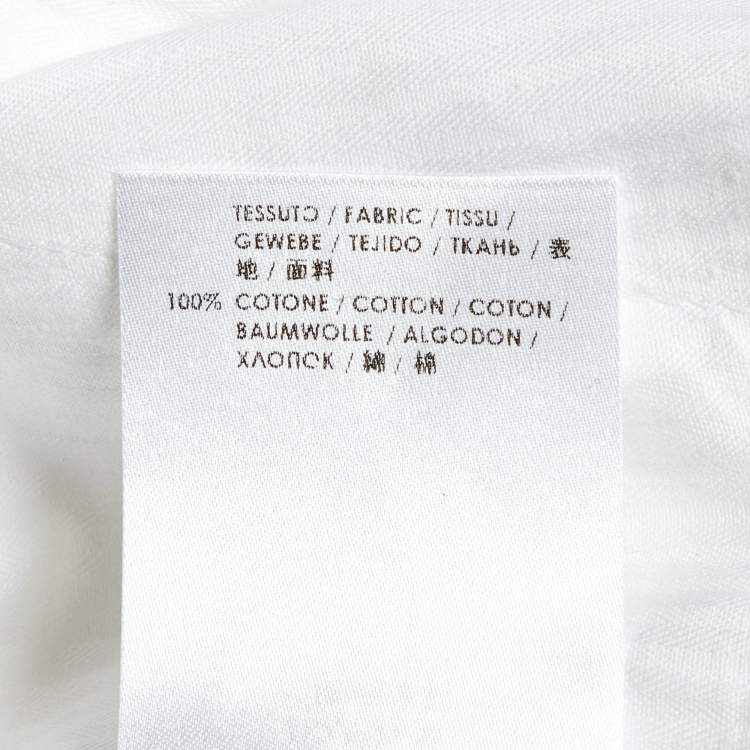 TESSUTO / FABRIC / TISSU /
GEWEBE / TEJIDO / ТКАНЬ / 表
地 / 面料
100% COTONE / COTTON / COTON /
BAUMWOLLE / ALGODON /
ХЛОПОК / 綿 / 棉